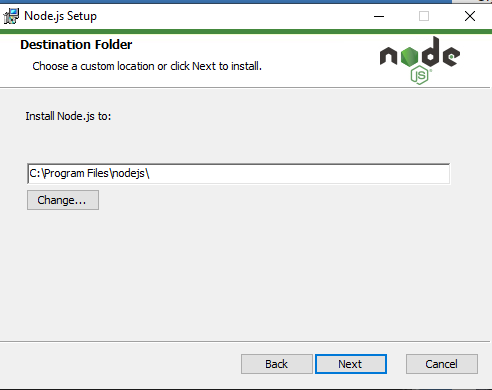 Node.js Setup
Destination Folder
Choose a custom location or click Next to install.
node
JS
Install Node.js to:
C:\Program Files\nodejs\
Change...
Back
Next
Cancel